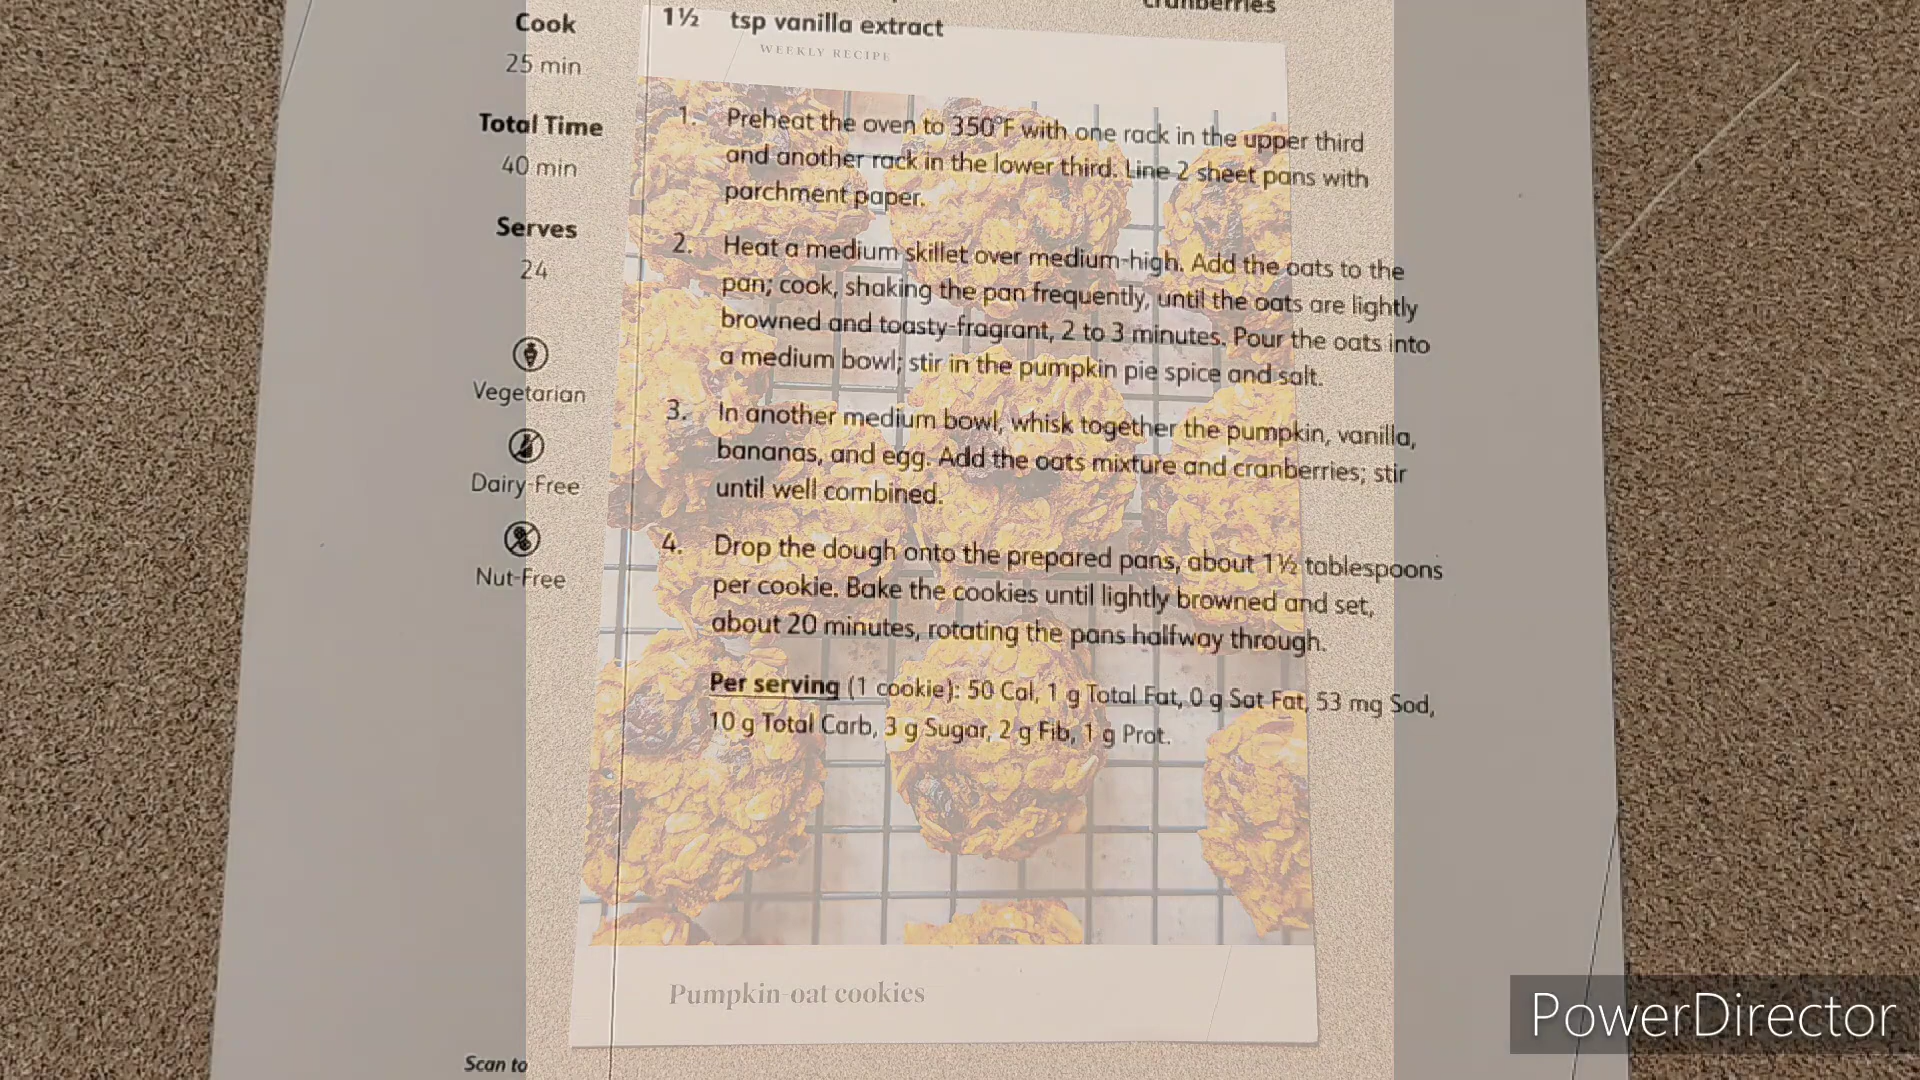 cranberries
Cook
25 min
Total Time
40 min
Serves
24
Vegetarian
Dairy-Free
Nut-Free
Scan to
1½ tsp vanilla extract
WEEKLY RECIPE
1. Preheat the oven to 350°F with one rack in the upper third
and another rack in the lower third. Line 2 sheet pans with
parchment paper.
2. Heat a medium skillet over medium-high. Add the oats to the
pan; cook, shaking the pan frequently, until the oats are lightly
browned and toasty-fragrant, 2 to 3 minutes. Pour the oats into
a medium bowl; stir in the pumpkin pie spice and salt.
3. In another medium bowl, whisk together the pumpkin, vanilla,
bananas, and egg. Add the oats mixture and cranberries; stir
until well combined.
4. Drop the dough onto the prepared pans, about 1½ tablespoons
per cookie. Bake the cookies until lightly browned and set,
about 20 minutes, rotating the pans halfway through.
Per serving (1 cookie): 50 Cal, 1 g Total Fat, 0 g Sat Fat, 53 mg Sod,
10 g Total Carb, 3 g Sugar, 2 g Fib, 1 g Prot.
Pumpkin-oat cookies
PowerDirector